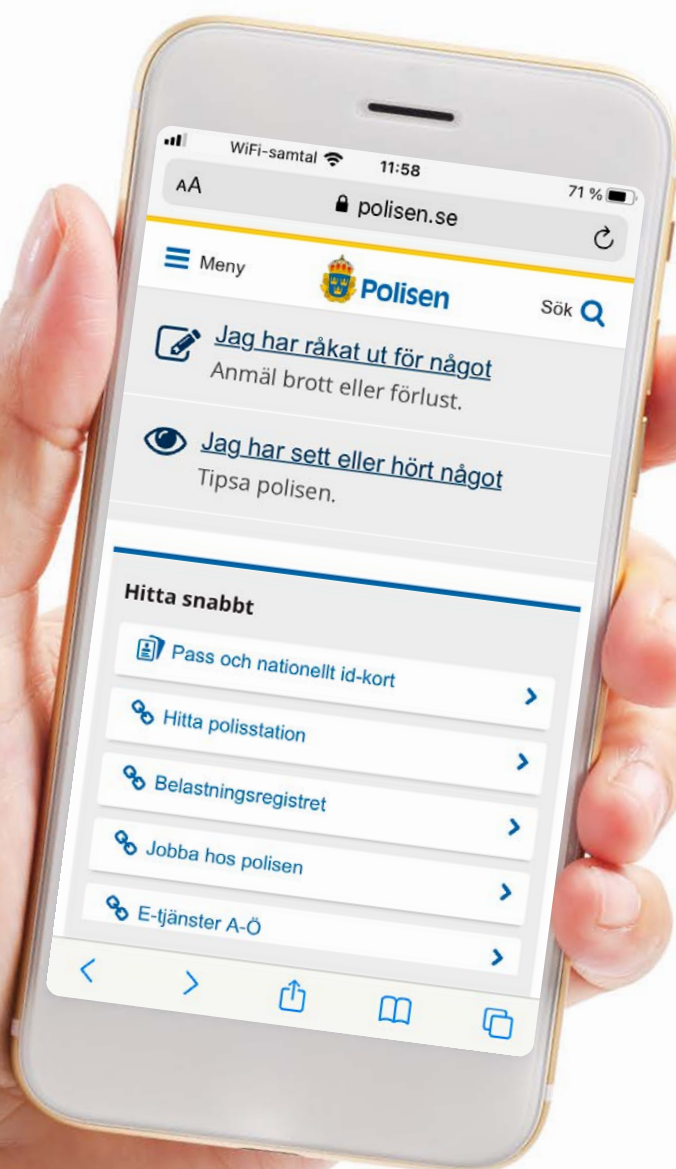 WiFi-samtal 11:58 71 %
AA polisen.se
Meny Polisen Sök
Jag har råkat ut för något
Anmäl brott eller förlust.
Jag har sett eller hört något
Tipsa polisen.
Hitta snabbt
Pass och nationellt id-kort
Hitta polisstation
Belastningsregistret
Jobba hos polisen
E-tjänster A-Ö